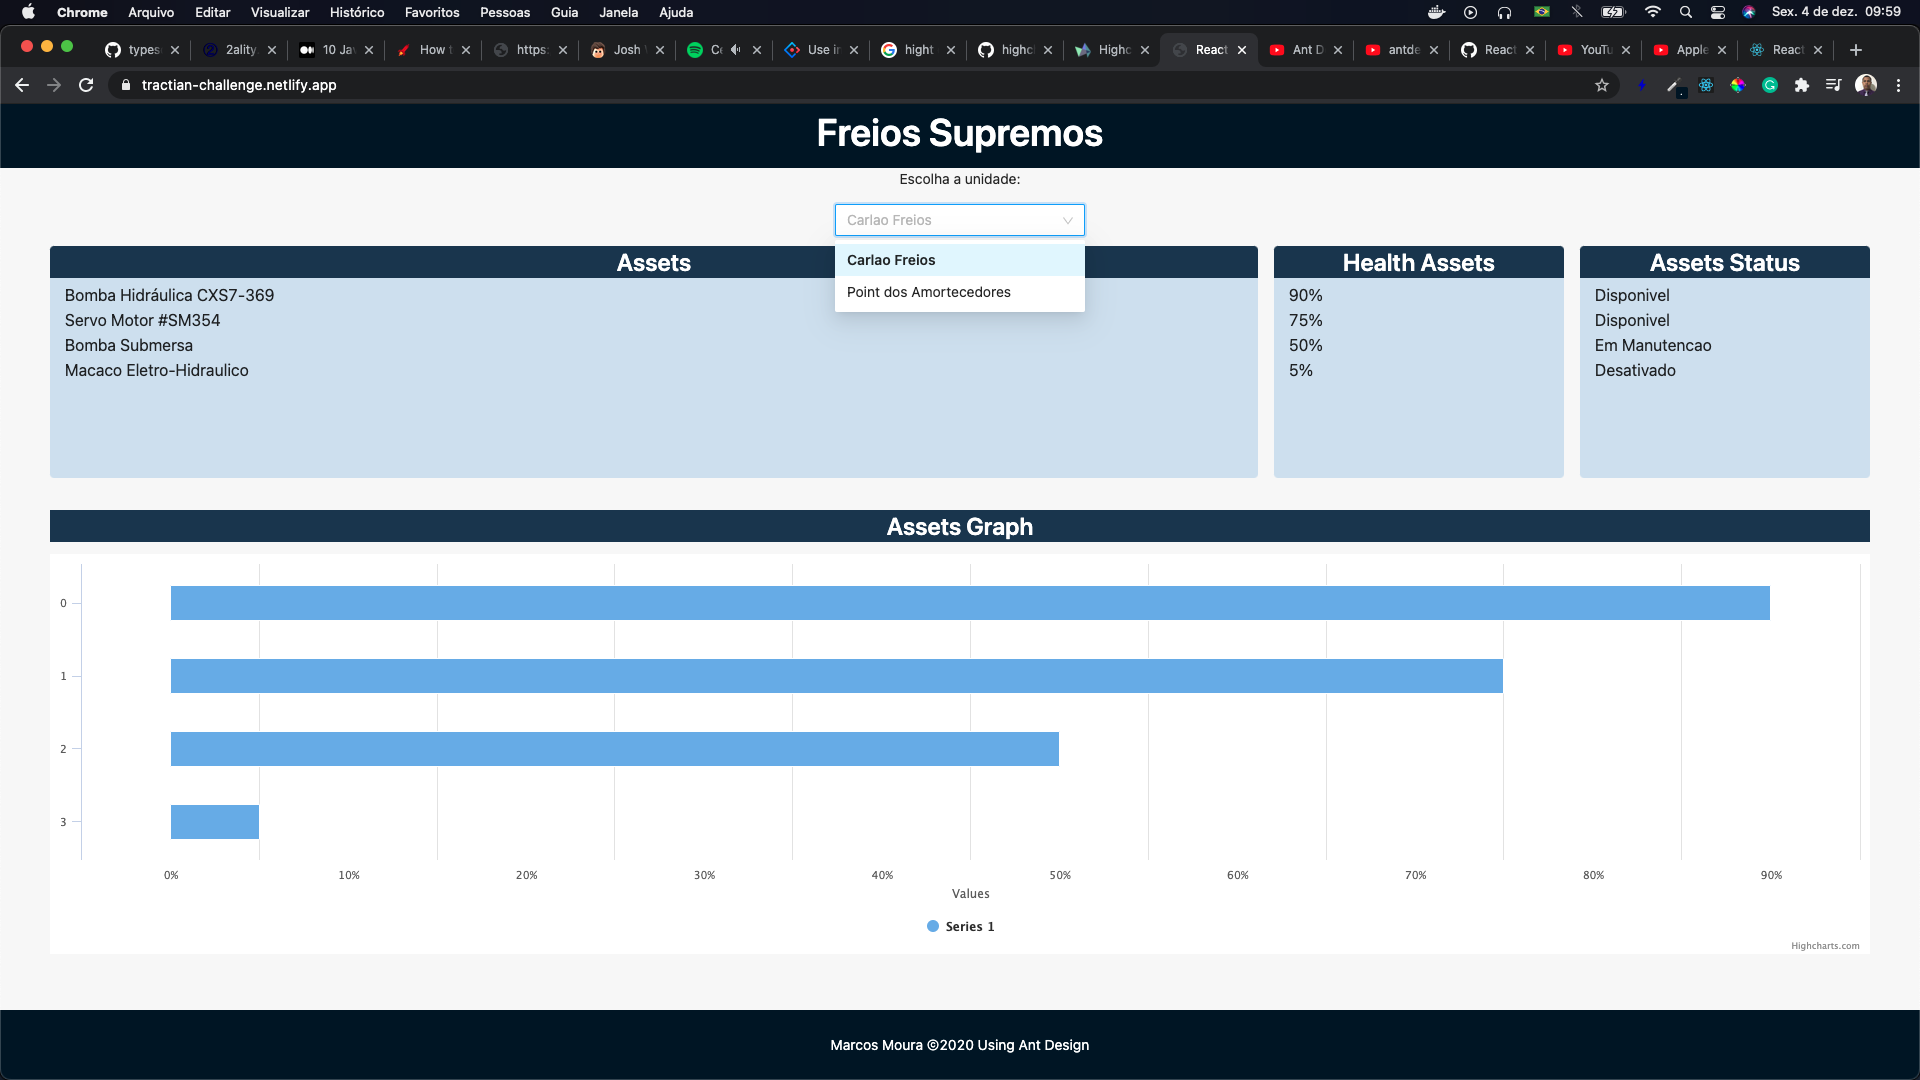 Chrome Arquivo Editar Visualizar Histórico Favoritos Pessoas Guia Janela Ajuda Sex. 4 de dez. 09:59
types 2ality 10 Ja How t https: Josh Ce Use in hight highc Highc React Ant D antde React YouTu Apple React
tractian-challenge.netlify.app
Freios Supremos
Escolha a unidade:
Carlao Freios
Carlao Freios
Point dos Amortecedores
Assets Health Assets Assets Status
Bomba Hidráulica CXS7-369 90% Disponivel
Servo Motor #SM354 75% Disponivel
Bomba Submersa 50% Em Manutencao
Macaco Eletro-Hidraulico 5% Desativado
Assets Graph
0
1
2
3
0% 10% 20% 30% 40% 50% 60% 70% 80% 90%
Values
Series 1
Highcharts.com
Marcos Moura ©2020 Using Ant Design